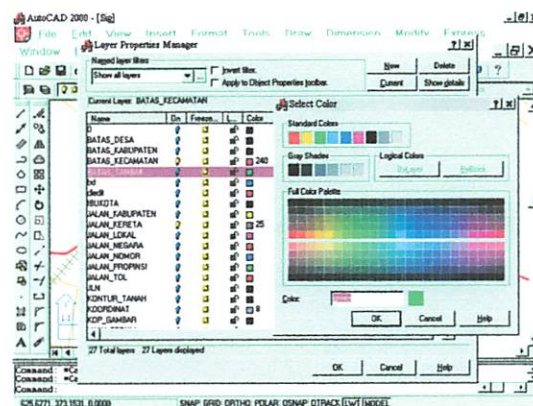 AutoCAD 2000 - [Sig]
File Edit View Insert Format Tools Draw Dimension Modify Express
Window
Layer Properties Manager
Named layer filters
Show all layers
Invert filter
Apply to Object Properties toolbar
New
Delete
Current
Show details
Current Layer: BATAS_KECAMATAN
Name On Freeze... L... Color
0
BATAS_DESA
BATAS_KABUPATEN
BATAS_KECAMATAN 240
bd
diedit
IBUKOTA
JALAN_KABUPATEN
JALAN_KERETA 25
JALAN_LOKAL
JALAN_NEGARA
JALAN_NOMOR
JALAN_PROPINSI
JALAN_TOL
JLN
KONTUR_TANAH
KOORDINAT 8
KOP_GAMBAR
27 Total layers 27 Layers displayed
OK Cancel Help
Select Color
Standard Colors
Gray Shades
Logical Colors
ByLayer
Full Color Palette
Color:
OK Cancel Help
Command: *Ca
Command: *Ca
Command:
SNAP GRID ORTHO POLAR OSNAP OTRACK LWT MODEL